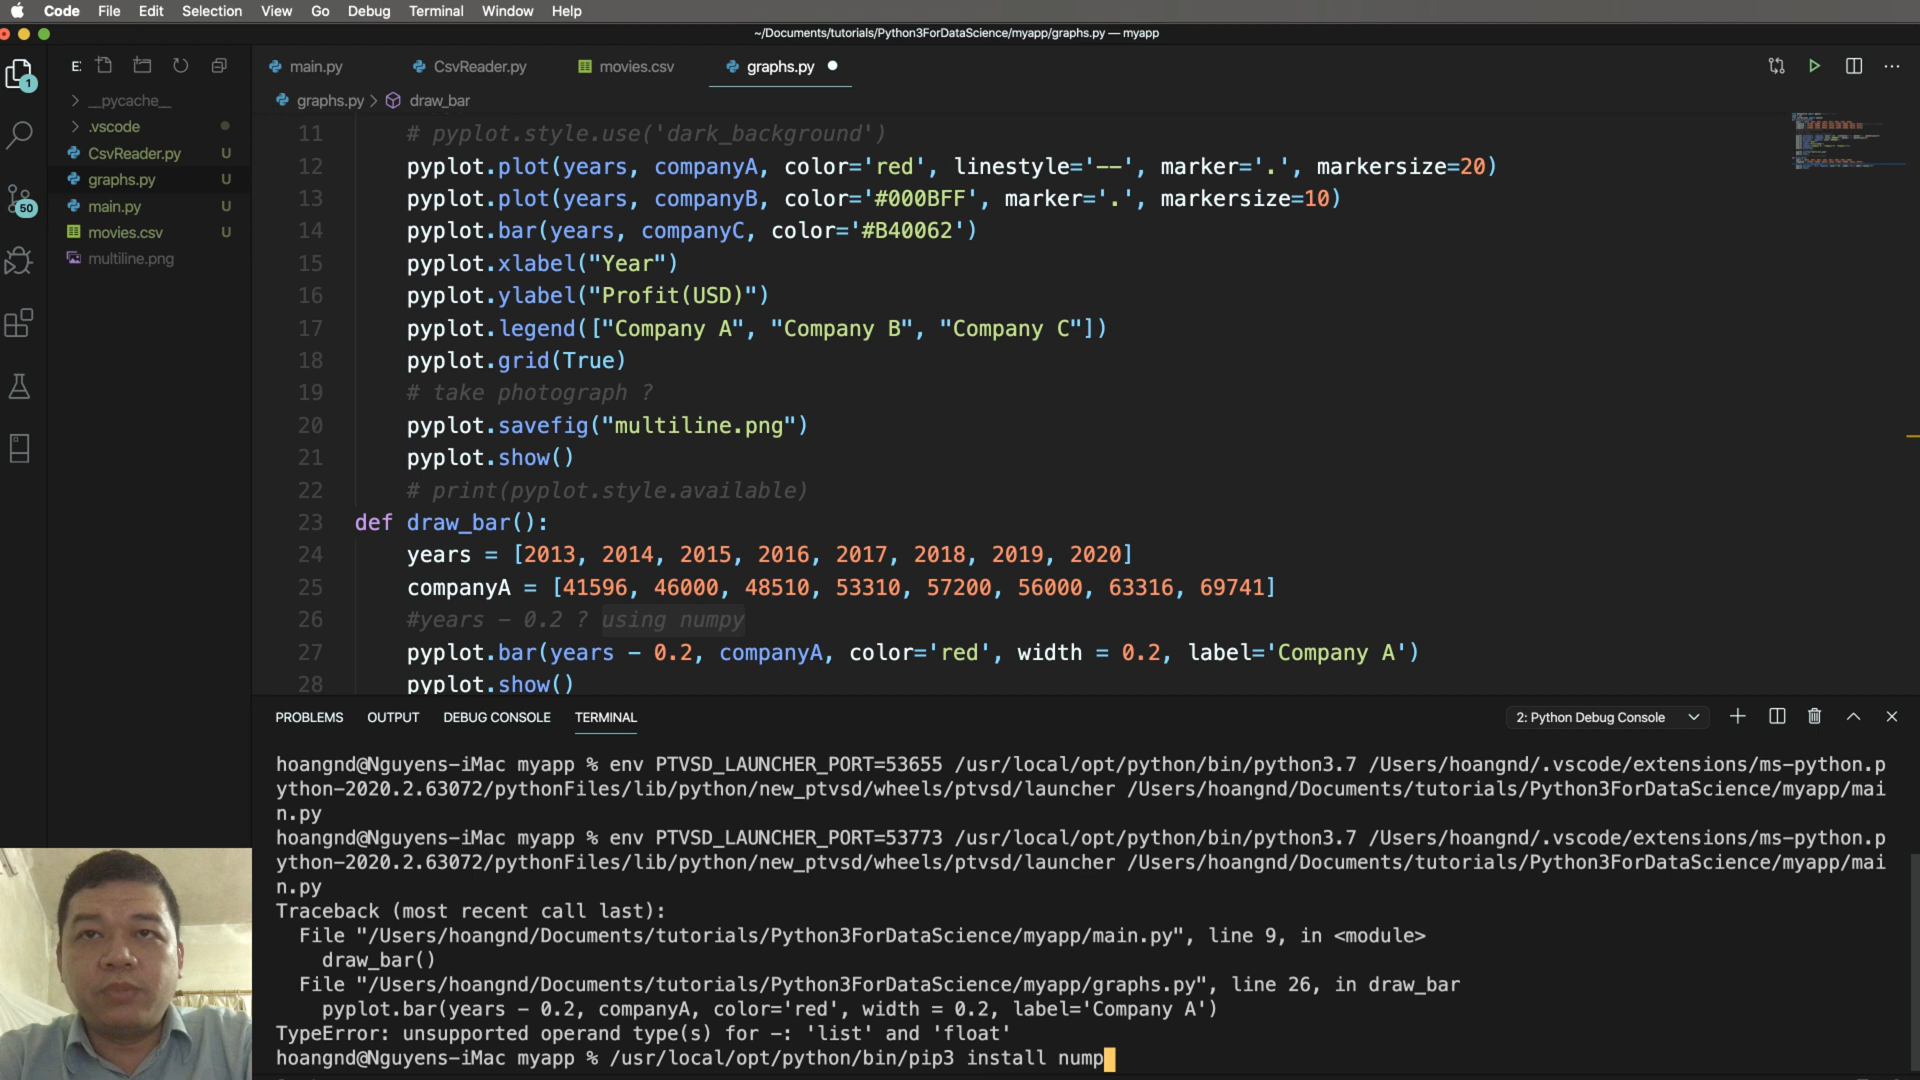 Code File Edit Selection View Go Debug Terminal Window Help
~/Documents/tutorials/Python3ForDataScience/myapp/graphs.py — myapp
1
E:
main.py CsvReader.py movies.csv graphs.py
__pycache__
.vscode
CsvReader.py U
graphs.py U
main.py U
movies.csv U
multiline.png
50
graphs.py > draw_bar
11 # pyplot.style.use('dark_background')
12 pyplot.plot(years, companyA, color='red', linestyle='--', marker='.', markersize=20)
13 pyplot.plot(years, companyB, color='#000BFF', marker='.', markersize=10)
14 pyplot.bar(years, companyC, color='#B40062')
15 pyplot.xlabel("Year")
16 pyplot.ylabel("Profit(USD)")
17 pyplot.legend(["Company A", "Company B", "Company C"])
18 pyplot.grid(True)
19 # take photograph ?
20 pyplot.savefig("multiline.png")
21 pyplot.show()
22 # print(pyplot.style.available)
23 def draw_bar():
24 years = [2013, 2014, 2015, 2016, 2017, 2018, 2019, 2020]
25 companyA = [41596, 46000, 48510, 53310, 57200, 56000, 63316, 69741]
26 #years - 0.2 ? using numpy
27 pyplot.bar(years - 0.2, companyA, color='red', width = 0.2, label='Company A')
28 pyplot.show()
PROBLEMS OUTPUT DEBUG CONSOLE TERMINAL 2: Python Debug Console
hoangnd@Nguyens-iMac myapp % env PTVSD_LAUNCHER_PORT=53655 /usr/local/opt/python/bin/python3.7 /Users/hoangnd/.vscode/extensions/ms-python.p
ython-2020.2.63072/pythonFiles/lib/python/new_ptvsd/wheels/ptvsd/launcher /Users/hoangnd/Documents/tutorials/Python3ForDataScience/myapp/mai
n.py
hoangnd@Nguyens-iMac myapp % env PTVSD_LAUNCHER_PORT=53773 /usr/local/opt/python/bin/python3.7 /Users/hoangnd/.vscode/extensions/ms-python.p
ython-2020.2.63072/pythonFiles/lib/python/new_ptvsd/wheels/ptvsd/launcher /Users/hoangnd/Documents/tutorials/Python3ForDataScience/myapp/mai
n.py
Traceback (most recent call last):
File "/Users/hoangnd/Documents/tutorials/Python3ForDataScience/myapp/main.py", line 9, in <module>
draw_bar()
File "/Users/hoangnd/Documents/tutorials/Python3ForDataScience/myapp/graphs.py", line 26, in draw_bar
pyplot.bar(years - 0.2, companyA, color='red', width = 0.2, label='Company A')
TypeError: unsupported operand type(s) for -: 'list' and 'float'
hoangnd@Nguyens-iMac myapp % /usr/local/opt/python/bin/pip3 install nump